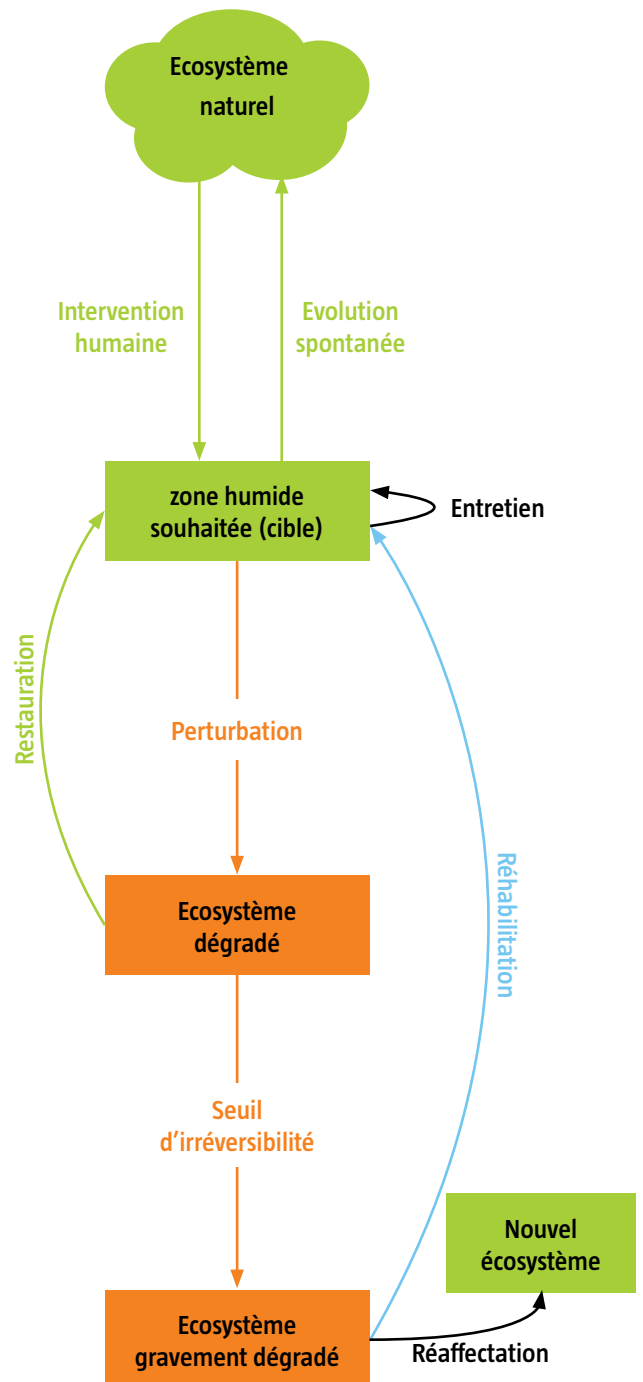 Ecosystème
naturel
Intervention
humaine
Evolution
spontanée
zone humide
souhaitée (cible)
Entretien
Restauration
Perturbation
Réhabilitation
Ecosystème
dégradé
Seuil
d'irréversibilité
Nouvel
écosystème
Ecosystème
gravement dégradé
Réaffectation